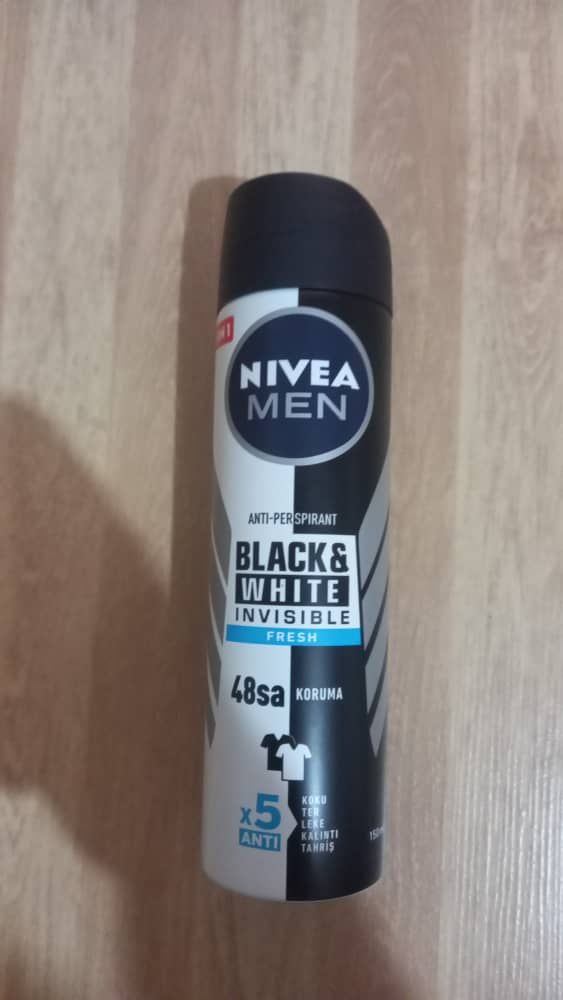 NIVEA
MEN
ANTI-PERSPIRANT
BLACK&
WHITE
INVISIBLE
FRESH
48sa KORUMA
x5
ANTI
KOKU
TER
LEKE
KALINTI
TAHRİŞ